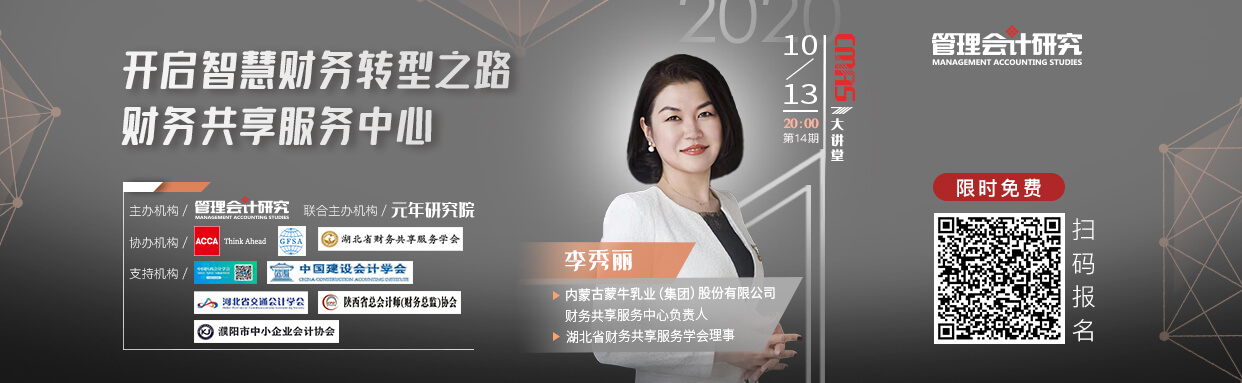 开启智慧财务转型之路
财务共享服务中心
主办机构 / 管理会计研究 联合主办机构 / 元年研究院
MANAGEMENT ACCOUNTING STUDIES
协办机构 / ACCA Think Ahead GFSA 湖北省财务共享服务学会
支持机构 / 中国建设会计学会
CHINA CONSTRUCTION ACCOUNTING INSTITUTE
河北省交通会计学会 陕西省总会计师(财务总监)协会
濮阳市中小企业会计协会
李秀丽
内蒙古蒙牛乳业(集团)股份有限公司
财务共享服务中心负责人
湖北省财务共享服务学会理事
2020
10
13
20:00
第14期
CMAS
大讲堂
管理会计研究
MANAGEMENT ACCOUNTING STUDIES
限时免费
扫码报名